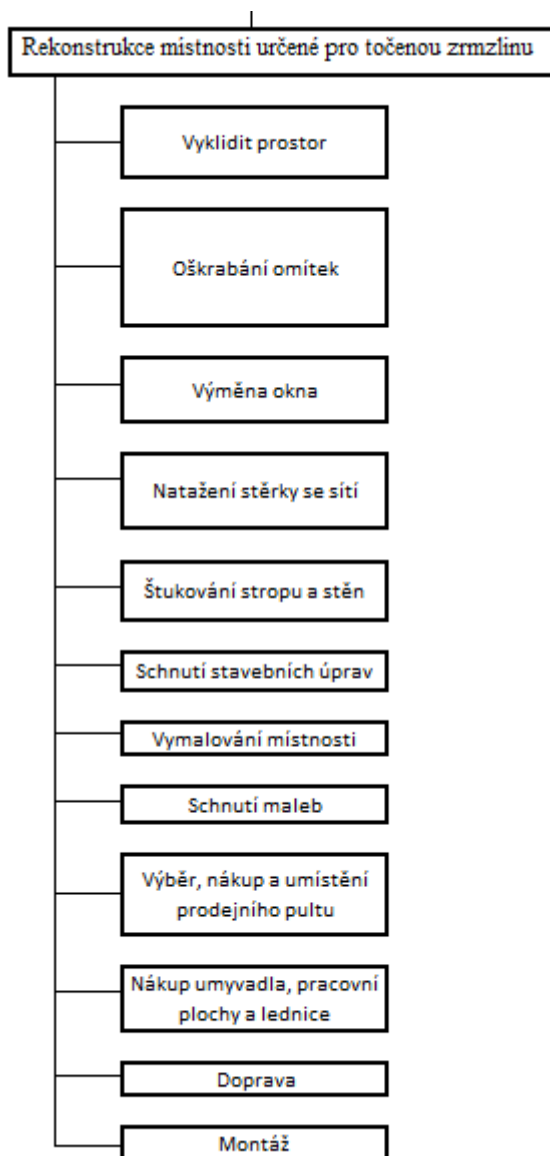 Rekonstrukce místnosti určené pro točenou zrmzlinu
Vyklidit prostor
Oškrabání omítek
Výměna okna
Natažení stěrky se sítí
Štukování stropu a stěn
Schnutí stavebních úprav
Vymalování místnosti
Schnutí maleb
Výběr, nákup a umístění
prodejního pultu
Nákup umyvadla, pracovní
plochy a lednice
Doprava
Montáž